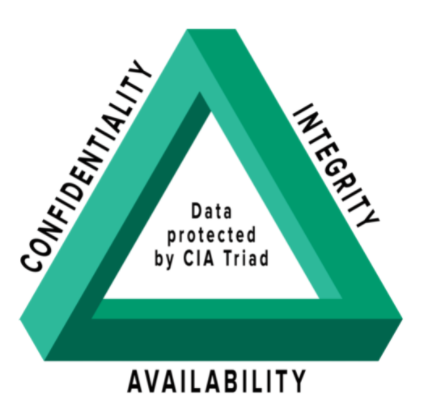 CONFIDENTIALITY
INTEGRITY
Data
protected
by CIA Triad
AVAILABILITY